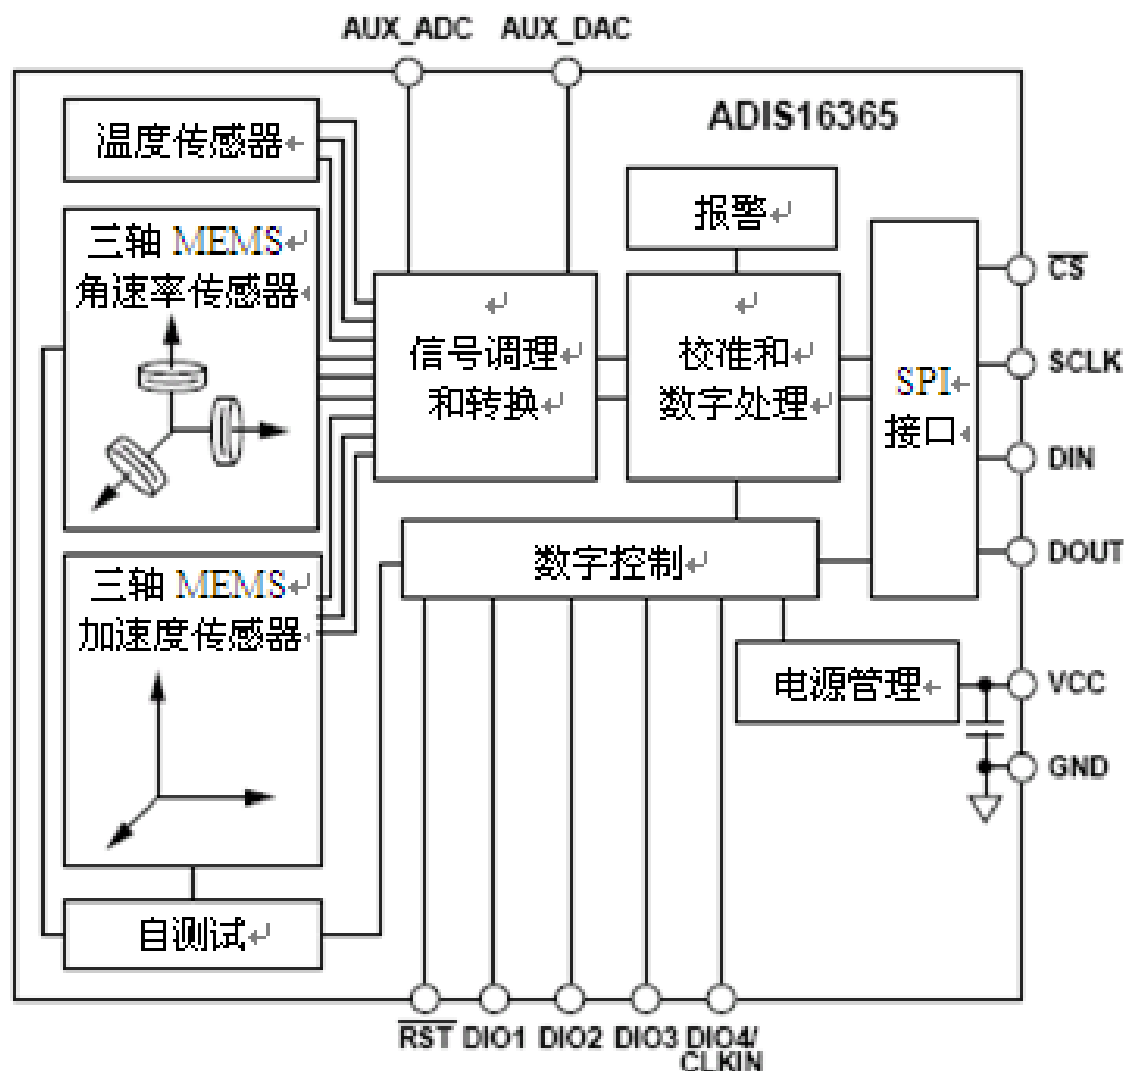 AUX_ADC AUX_DAC
ADIS16365
温度传感器
三轴 MEMS
角速率传感器
报警
信号调理
和转换
校准和
数字处理
SPI
接口
CS
SCLK
DIN
DOUT
三轴 MEMS
加速度传感器
数字控制
电源管理
VCC
GND
自测试
RST DIO1 DIO2 DIO3 DIO4/
CLKIN